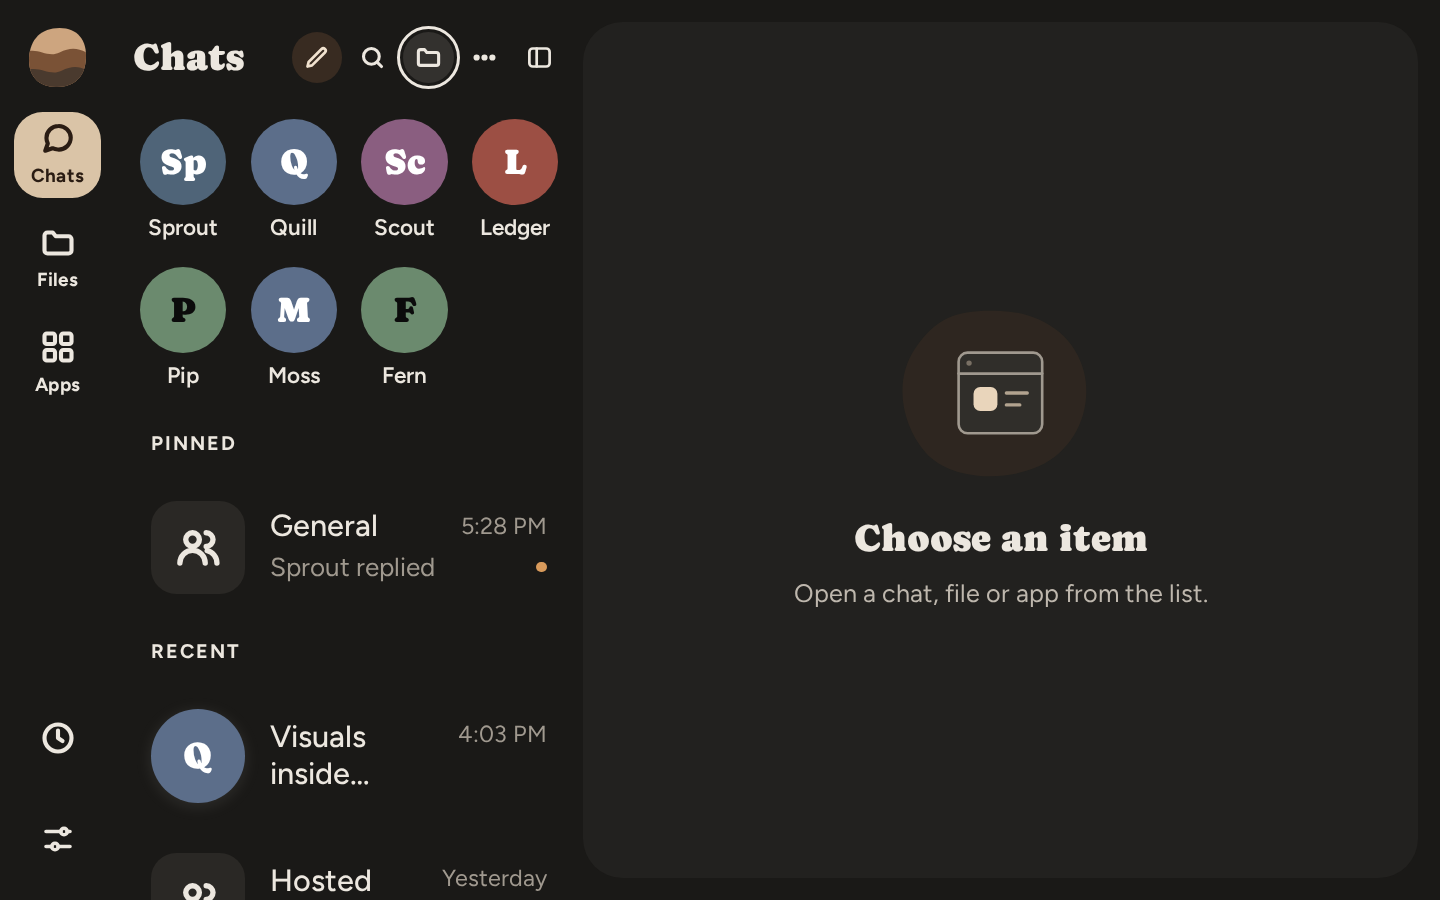 Chats
Chats
Files
Apps
Sp
Q
Sc
L
Sprout
Quill
Scout
Ledger
P
M
F
Pip
Moss
Fern
PINNED
General
5:28 PM
Sprout replied
RECENT
Q
Visuals
inside...
4:03 PM
Hosted
Yesterday
Choose an item
Open a chat, file or app from the list.